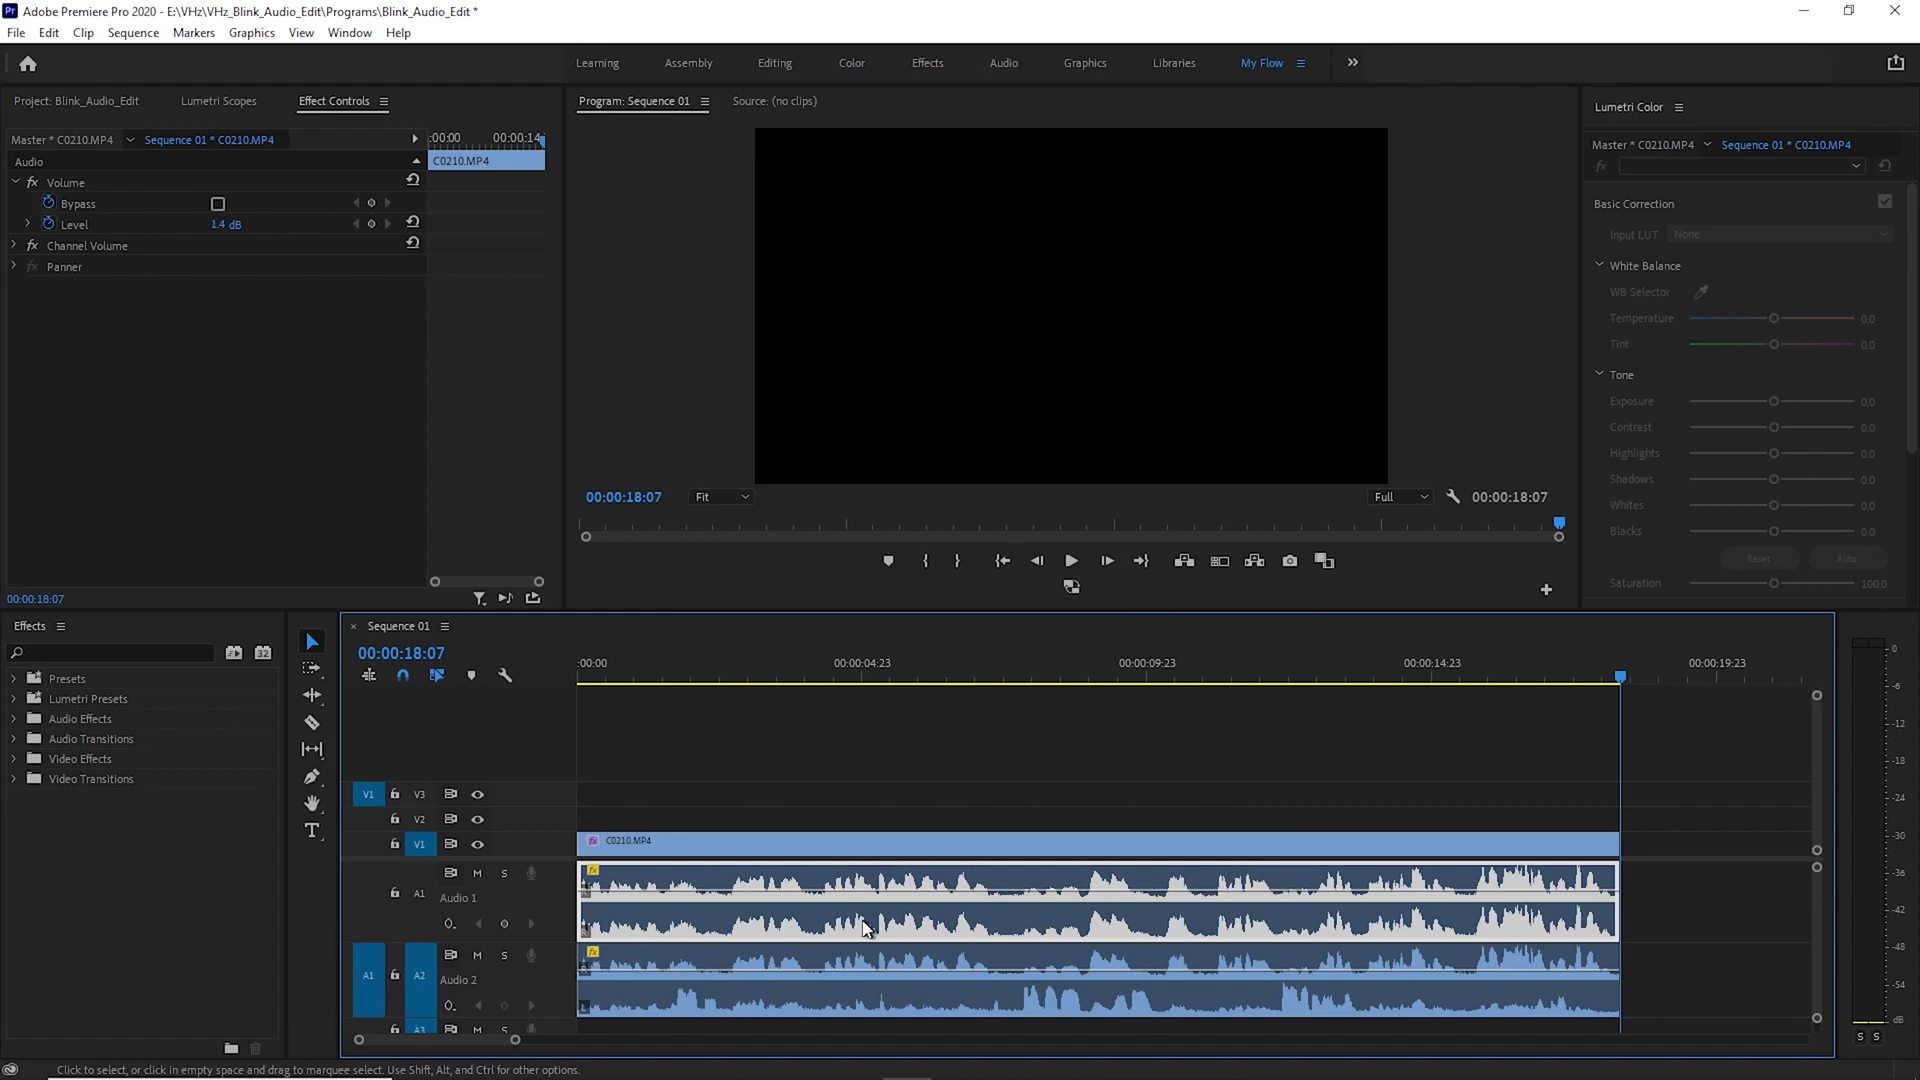 Adobe Premiere Pro 2020 - E:\VHz\VHz_Blink_Audio_Edit\Programs\Blink_Audio_Edit *
File Edit Clip Sequence Markers Graphics View Window Help
Learning Assembly Editing Color Effects Audio Graphics Libraries My Flow
Project: Blink_Audio_Edit Lumetri Scopes Effect Controls
Program: Sequence 01 Source: (no clips)
Lumetri Color
Master * C0210.MP4 Sequence 01 * C0210.MP4 :00:00 00:00:14:
Master * C0210.MP4 Sequence 01 * C0210.MP4
Audio C0210.MP4
fx
fx Volume
Bypass
Level 1.4 dB
fx Channel Volume
fx Panner
Basic Correction
Input LUT None
White Balance
WB Selector
Temperature 0.0
Tint 0.0
Tone
Exposure 0.0
Contrast 0.0
Highlights 0.0
Shadows 0.0
Whites 0.0
Blacks 0.0
Reset Auto
Saturation 100.0
00:00:18:07 Fit Full 00:00:18:07
00:00:18:07
Effects
32
Presets
Lumetri Presets
Audio Effects
Audio Transitions
Video Effects
Video Transitions
T
Sequence 01
00:00:18:07
:00:00 00:00:04:23 00:00:09:23 00:00:14:23 00:00:19:23
V1 V3
V2
V1 fx C0210.MP4
M S fx
A1 Audio 1
M S fx
A1 A2 Audio 2
L
A3 M S
0
-6
-12
-18
-24
-30
-36
-42
-48
-54
dB
S S
Click to select, or click in empty space and drag to marquee select. Use Shift, Alt, and Ctrl for other options.